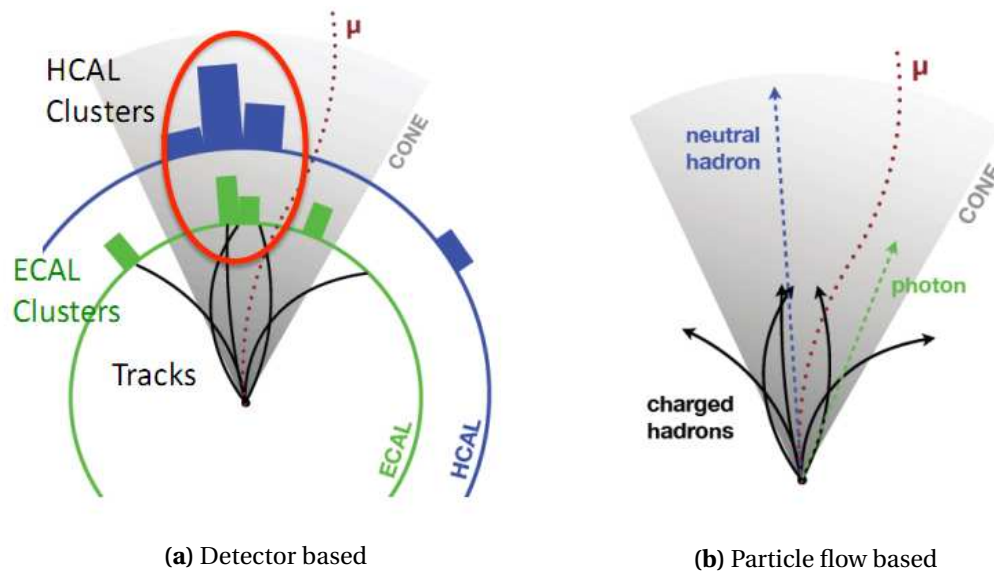 μ
HCAL
Clusters
CONE
ECAL
Clusters
Tracks
ECAL
HCAL
(a) Detector based
μ
neutral
hadron
CONE
photon
charged
hadrons
(b) Particle flow based